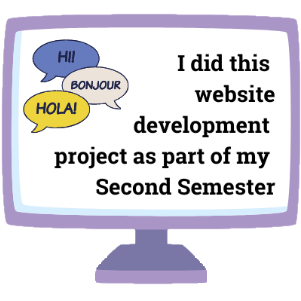 HI!
BONJOUR
HOLA!
I did this
website
development
project as part of my
Second Semester